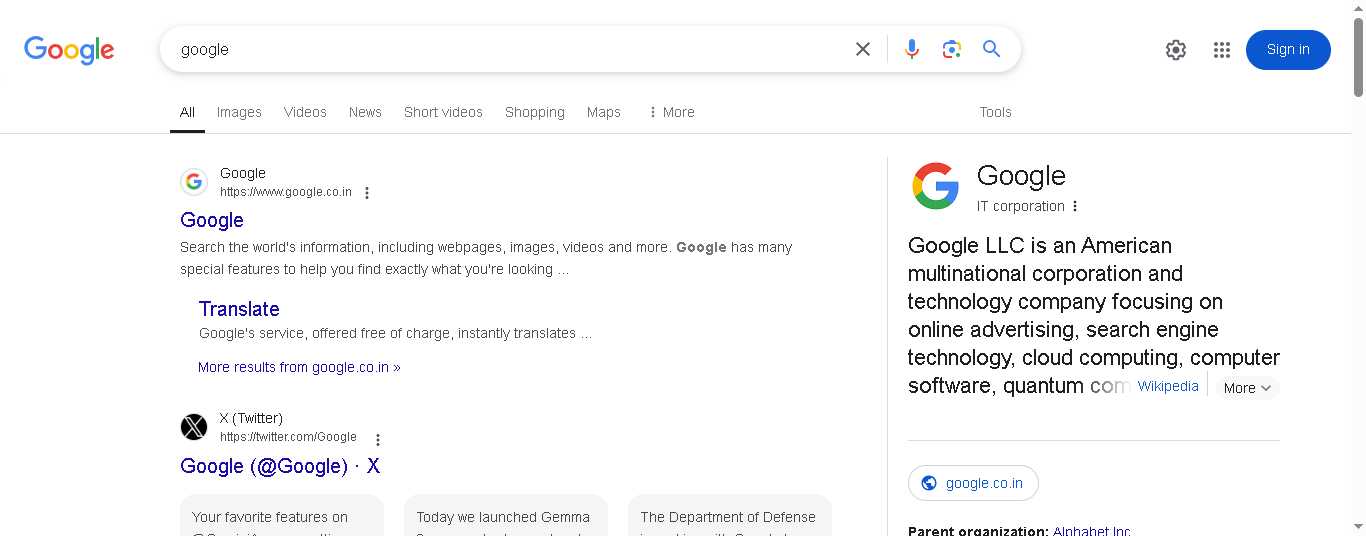 Google
google
Sign in
All
Images
Videos
News
Short videos
Shopping
Maps
More
Tools
Google
https://www.google.co.in
Google
Search the world's information, including webpages, images, videos and more. Google has many
special features to help you find exactly what you're looking ...
Translate
Google's service, offered free of charge, instantly translates ...
More results from google.co.in »
X (Twitter)
https://twitter.com/Google
Google (@Google) · X
Your favorite features on
Today we launched Gemma
The Department of Defense
Google
IT corporation
Google LLC is an American
multinational corporation and
technology company focusing on
online advertising, search engine
technology, cloud computing, computer
software, quantum com Wikipedia More
google.co.in
Parent organization: Alphabet Inc